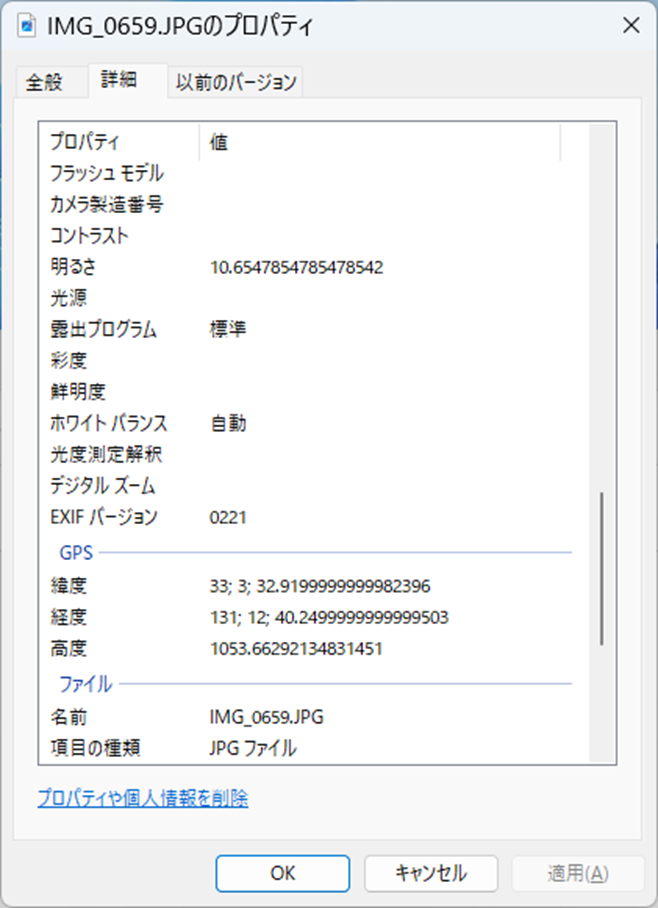 IMG_0659.JPGのプロパティ
全般 詳細 以前のバージョン
プロパティ 値
フラッシュ モデル
カメラ製造番号
コントラスト
明るさ 10.6547854785478542
光源
露出プログラム 標準
彩度
鮮明度
ホワイト バランス 自動
光度測定解釈
デジタル ズーム
EXIF バージョン 0221
GPS
緯度 33; 3; 32.9199999999982396
経度 131; 12; 40.2499999999999503
高度 1053.66292134831451
ファイル
名前 IMG_0659.JPG
項目の種類 JPG ファイル
プロパティや個人情報を削除
OK キャンセル 適用(A)